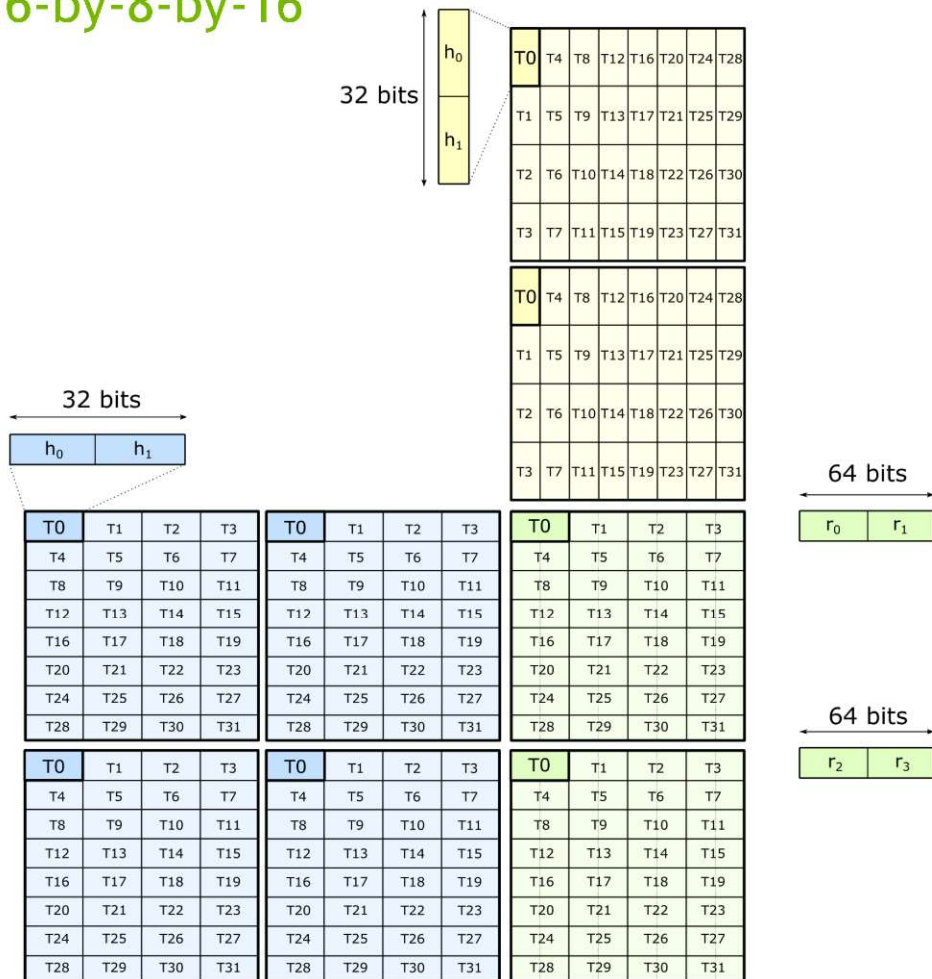 6-by-8-by-16
h0
32 bits
h1
T0 T4 T8 T12 T16 T20 T24 T28
T1 T5 T9 T13 T17 T21 T25 T29
T2 T6 T10 T14 T18 T22 T26 T30
T3 T7 T11 T15 T19 T23 T27 T31
T0 T4 T8 T12 T16 T20 T24 T28
T1 T5 T9 T13 T17 T21 T25 T29
T2 T6 T10 T14 T18 T22 T26 T30
T3 T7 T11 T15 T19 T23 T27 T31
32 bits
h0 h1
64 bits
r0 r1
T0 T1 T2 T3 T0 T1 T2 T3 T0 T1 T2 T3
T4 T5 T6 T7 T4 T5 T6 T7 T4 T5 T6 T7
T8 T9 T10 T11 T8 T9 T10 T11 T8 T9 T10 T11
T12 T13 T14 T15 T12 T13 T14 T15 T12 T13 T14 T15
T16 T17 T18 T19 T16 T17 T18 T19 T16 T17 T18 T19
T20 T21 T22 T23 T20 T21 T22 T23 T20 T21 T22 T23
T24 T25 T26 T27 T24 T25 T26 T27 T24 T25 T26 T27
T28 T29 T30 T31 T28 T29 T30 T31 T28 T29 T30 T31
64 bits
r2 r3
T0 T1 T2 T3 T0 T1 T2 T3 T0 T1 T2 T3
T4 T5 T6 T7 T4 T5 T6 T7 T4 T5 T6 T7
T8 T9 T10 T11 T8 T9 T10 T11 T8 T9 T10 T11
T12 T13 T14 T15 T12 T13 T14 T15 T12 T13 T14 T15
T16 T17 T18 T19 T16 T17 T18 T19 T16 T17 T18 T19
T20 T21 T22 T23 T20 T21 T22 T23 T20 T21 T22 T23
T24 T25 T26 T27 T24 T25 T26 T27 T24 T25 T26 T27
T28 T29 T30 T31 T28 T29 T30 T31 T28 T29 T30 T31